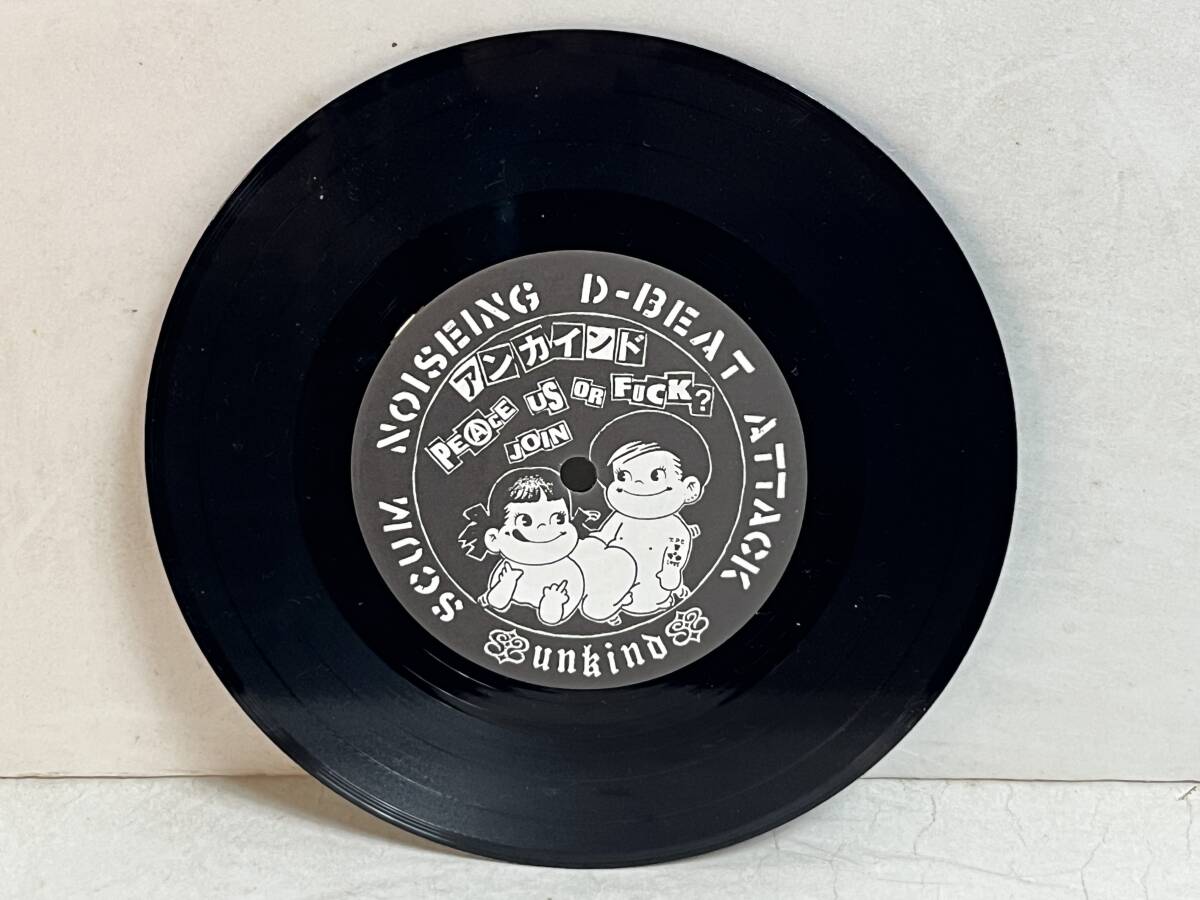 SCUM NOISEING D-BEAT ATTACK
アンカインド
PEACE US OR FUCK?
JOIN
unkind